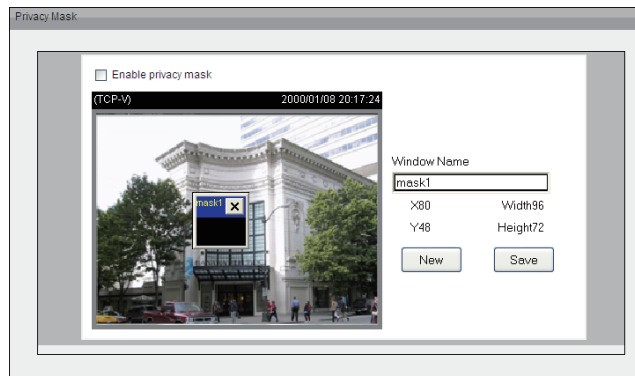 Privacy Mask
Enable privacy mask
(TCP-V) 2000/01/08 20:17:24
mask1
Window Name
mask1
X80 Width96
Y48 Height72
New Save